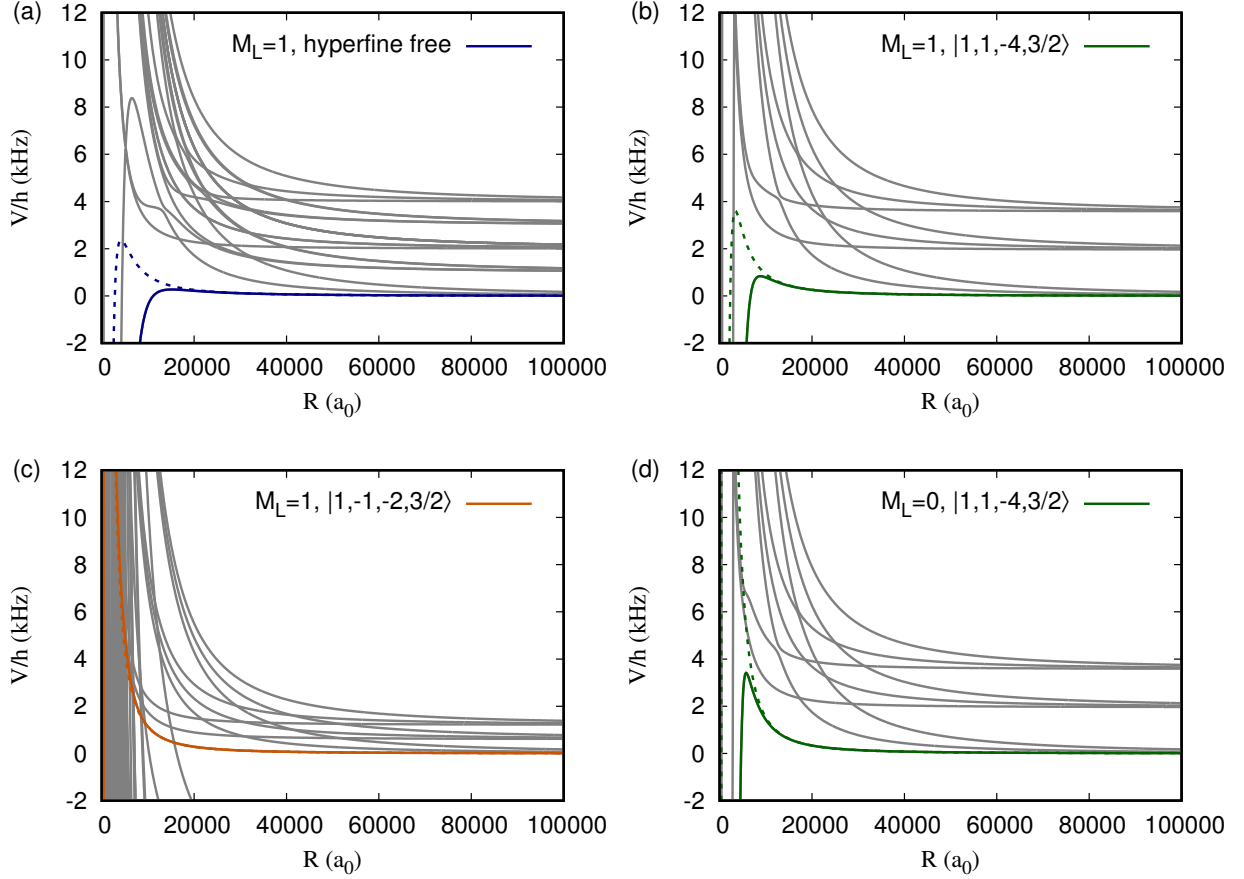 (a)
M_L=1, hyperfine free
12
10
8
6
4
2
0
-2
V/h (kHz)
0 20000 40000 60000 80000 100000
R (a_0)
(b)
M_L=1, |1,1,-4,3/2⟩
12
10
8
6
4
2
0
-2
V/h (kHz)
0 20000 40000 60000 80000 100000
R (a_0)
(c)
M_L=1, |1,-1,-2,3/2⟩
12
10
8
6
4
2
0
-2
V/h (kHz)
0 20000 40000 60000 80000 100000
R (a_0)
(d)
M_L=0, |1,1,-4,3/2⟩
12
10
8
6
4
2
0
-2
V/h (kHz)
0 20000 40000 60000 80000 100000
R (a_0)